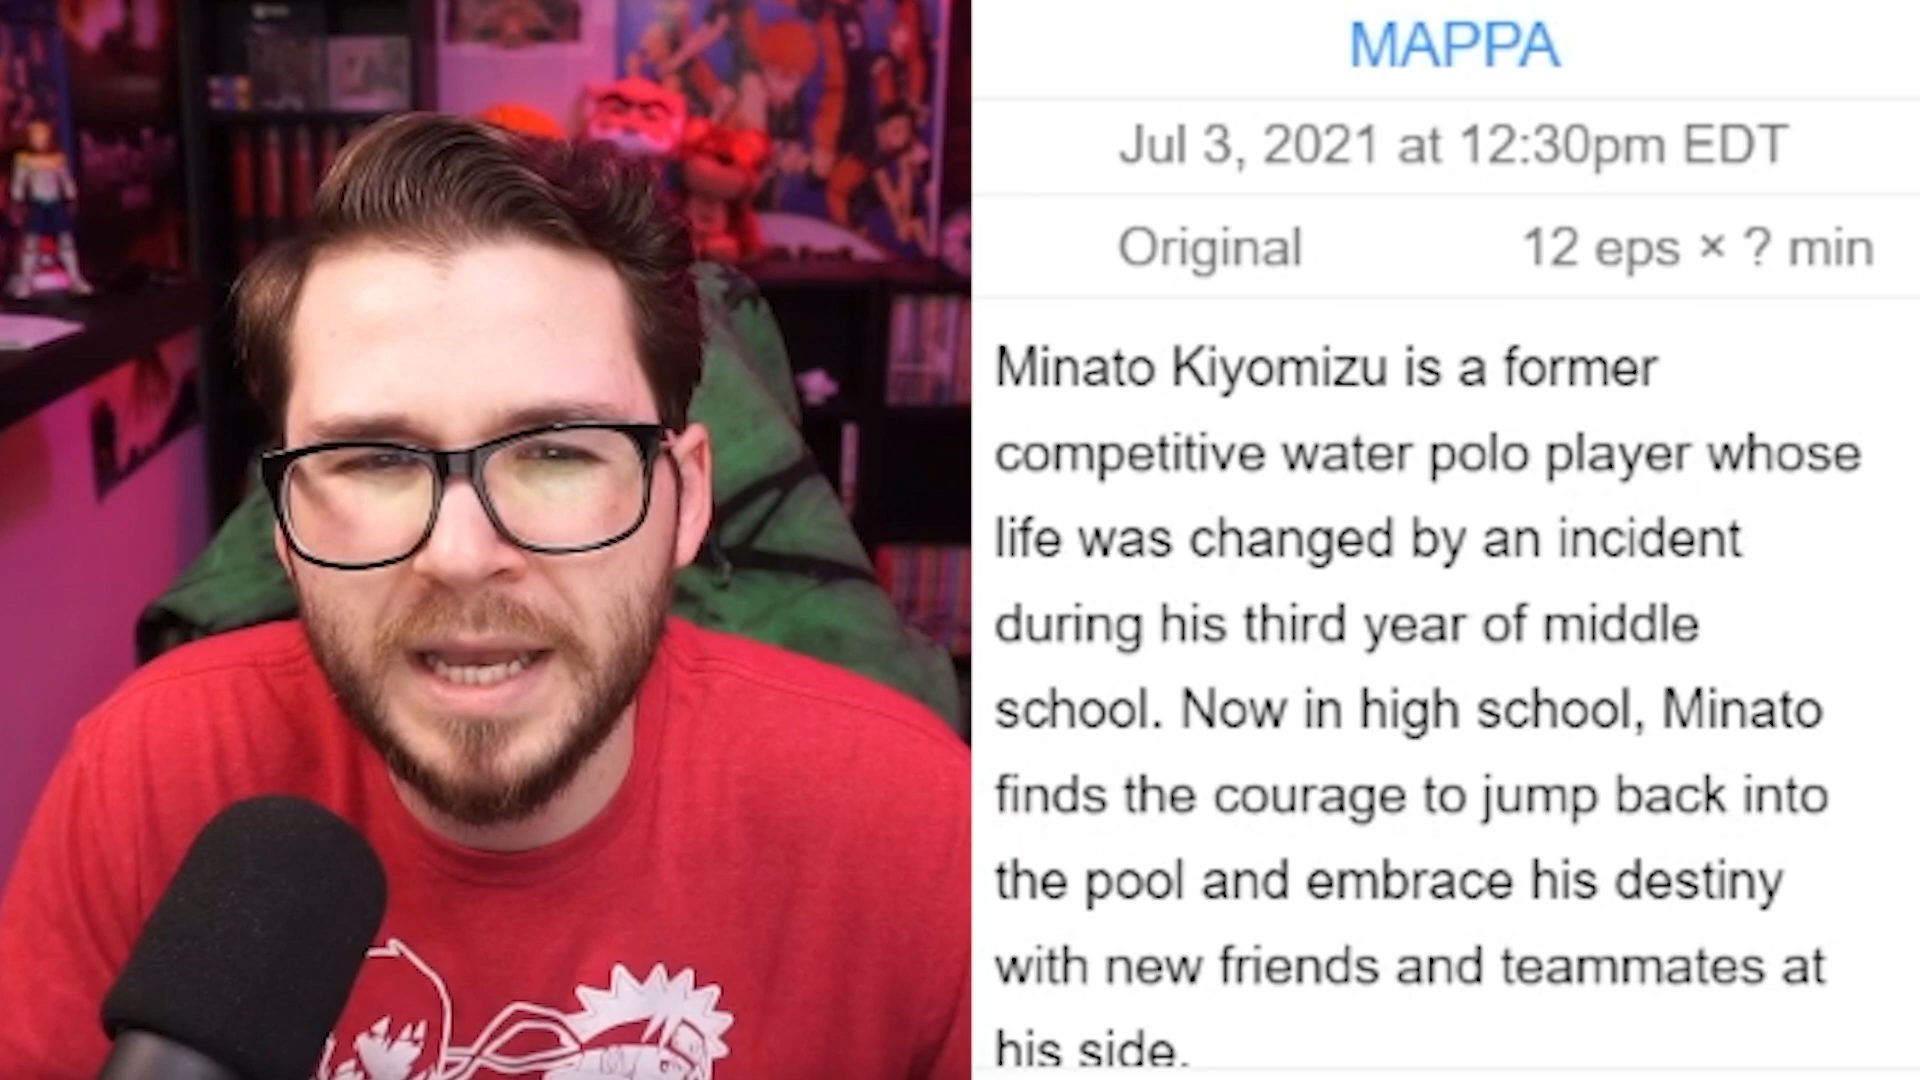 MAPPA
Jul 3, 2021 at 12:30pm EDT
Original 12 eps × ? min
Minato Kiyomizu is a former
competitive water polo player whose
life was changed by an incident
during his third year of middle
school. Now in high school, Minato
finds the courage to jump back into
the pool and embrace his destiny
with new friends and teammates at
his side.